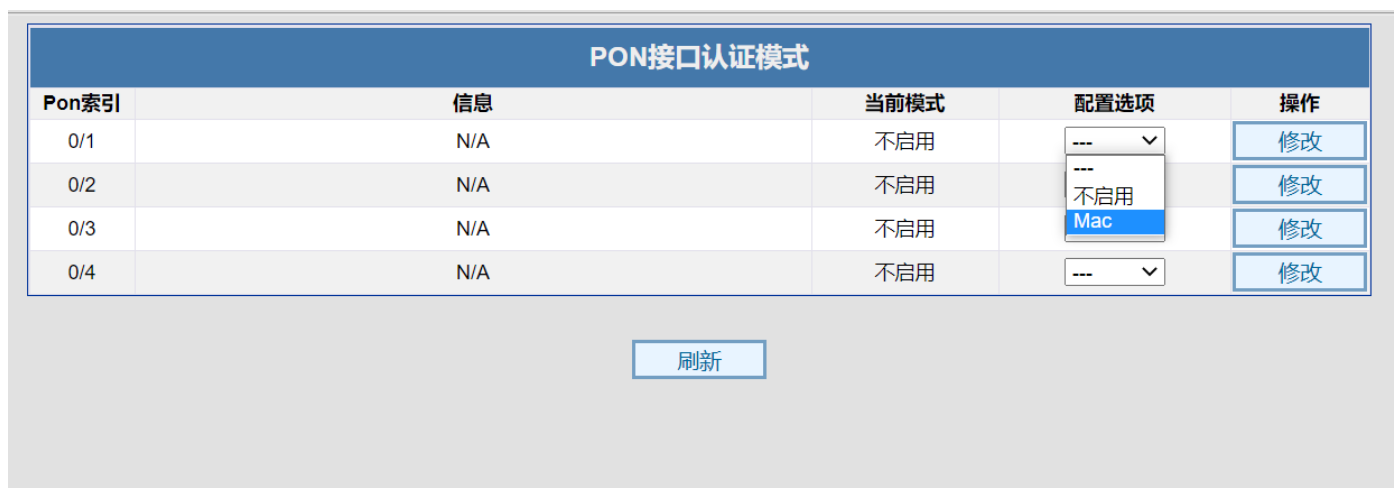 PON接口认证模式
Pon索引 信息 当前模式 配置选项 操作
0/1 N/A 不启用 --- 修改
---
0/2 N/A 不启用 修改
不启用
Mac
0/3 N/A 不启用 修改
0/4 N/A 不启用 --- 修改
刷新